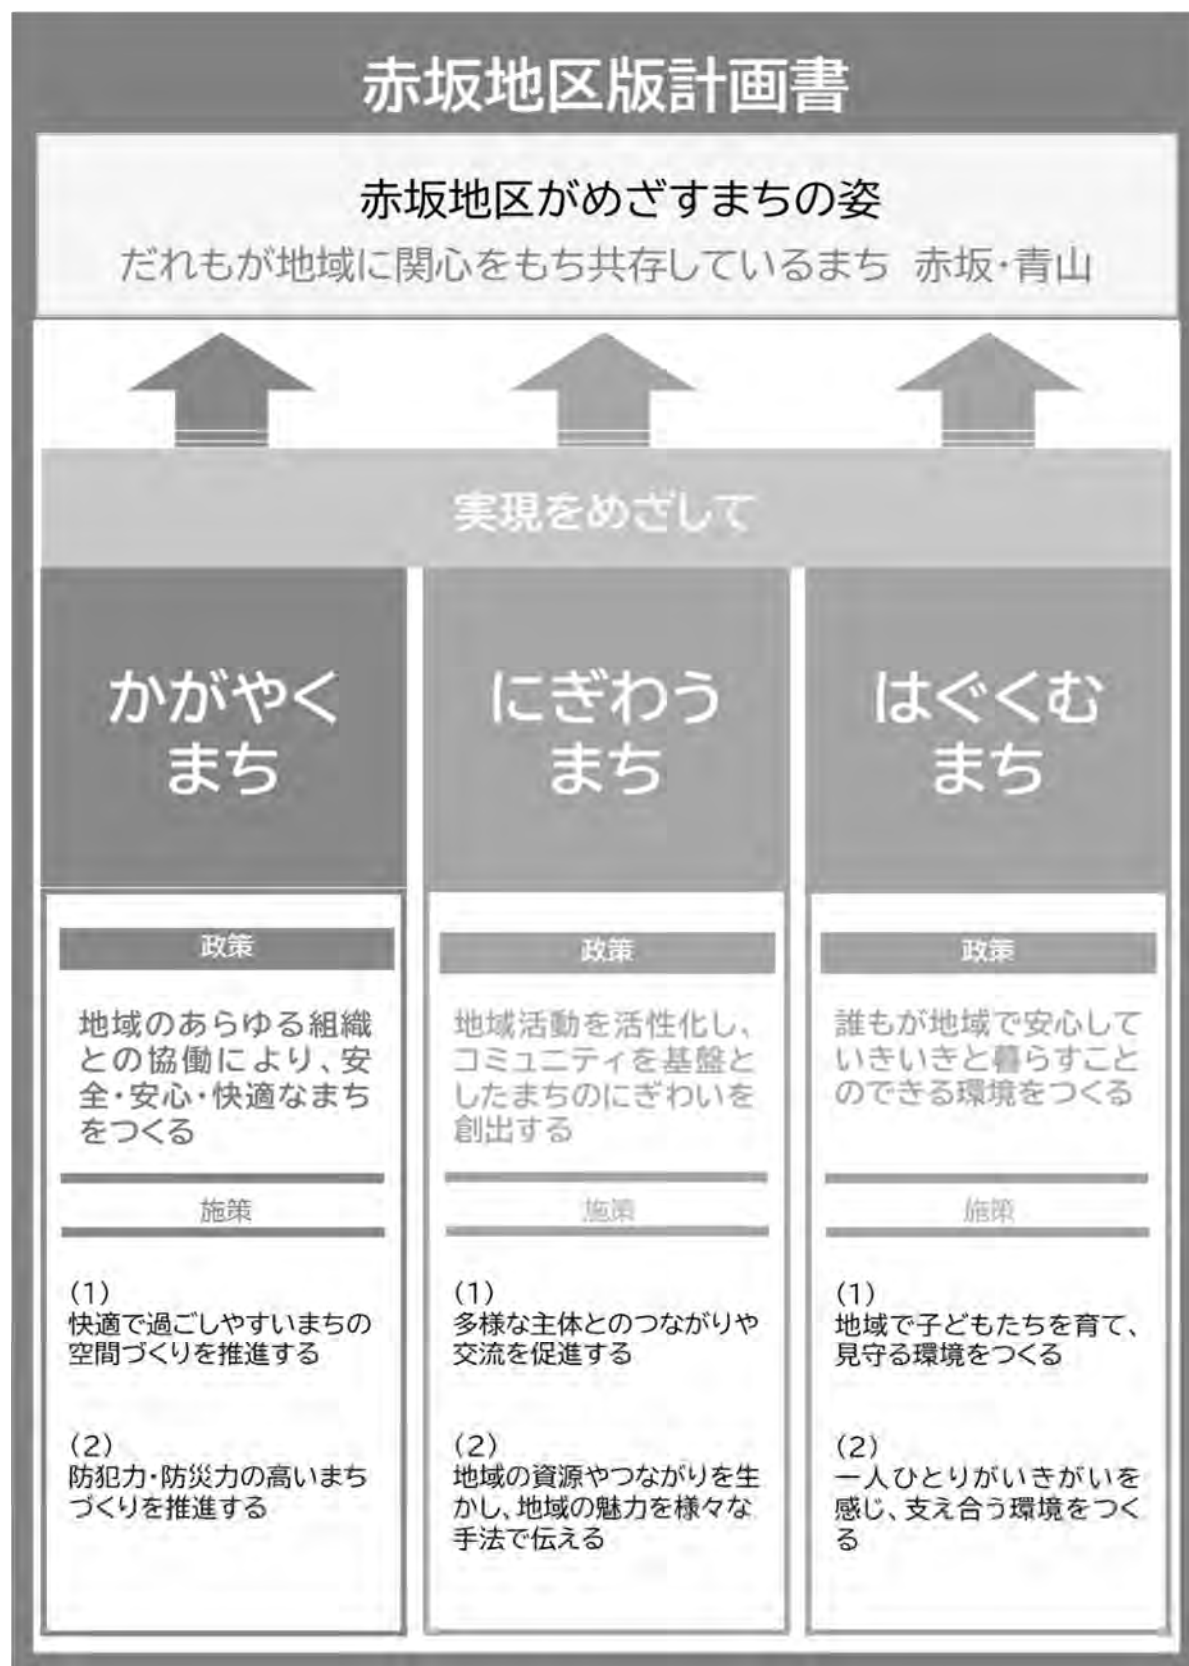 赤坂地区版計画書
赤坂地区がめざすまちの姿
だれもが地域に関心をもち共存しているまち 赤坂・青山
実現をめざして
かがやく
まち
政策
地域のあらゆる組織
との協働により、安
全・安心・快適なまち
をつくる
施策
(1)
快適で過ごしやすいまちの
空間づくりを推進する
(2)
防犯力・防災力の高いまち
づくりを推進する
にぎわう
まち
政策
地域活動を活性化し、
コミュニティを基盤と
したまちのにぎわいを
創出する
施策
(1)
多様な主体とのつながりや
交流を促進する
(2)
地域の資源やつながりを生
かし、地域の魅力を様々な
手法で伝える
はぐくむ
まち
政策
誰もが地域で安心して
いきいきと暮らすこと
のできる環境をつくる
施策
(1)
地域で子どもたちを育て、
見守る環境をつくる
(2)
一人ひとりがいきがいを
感じ、支え合う環境をつく
る